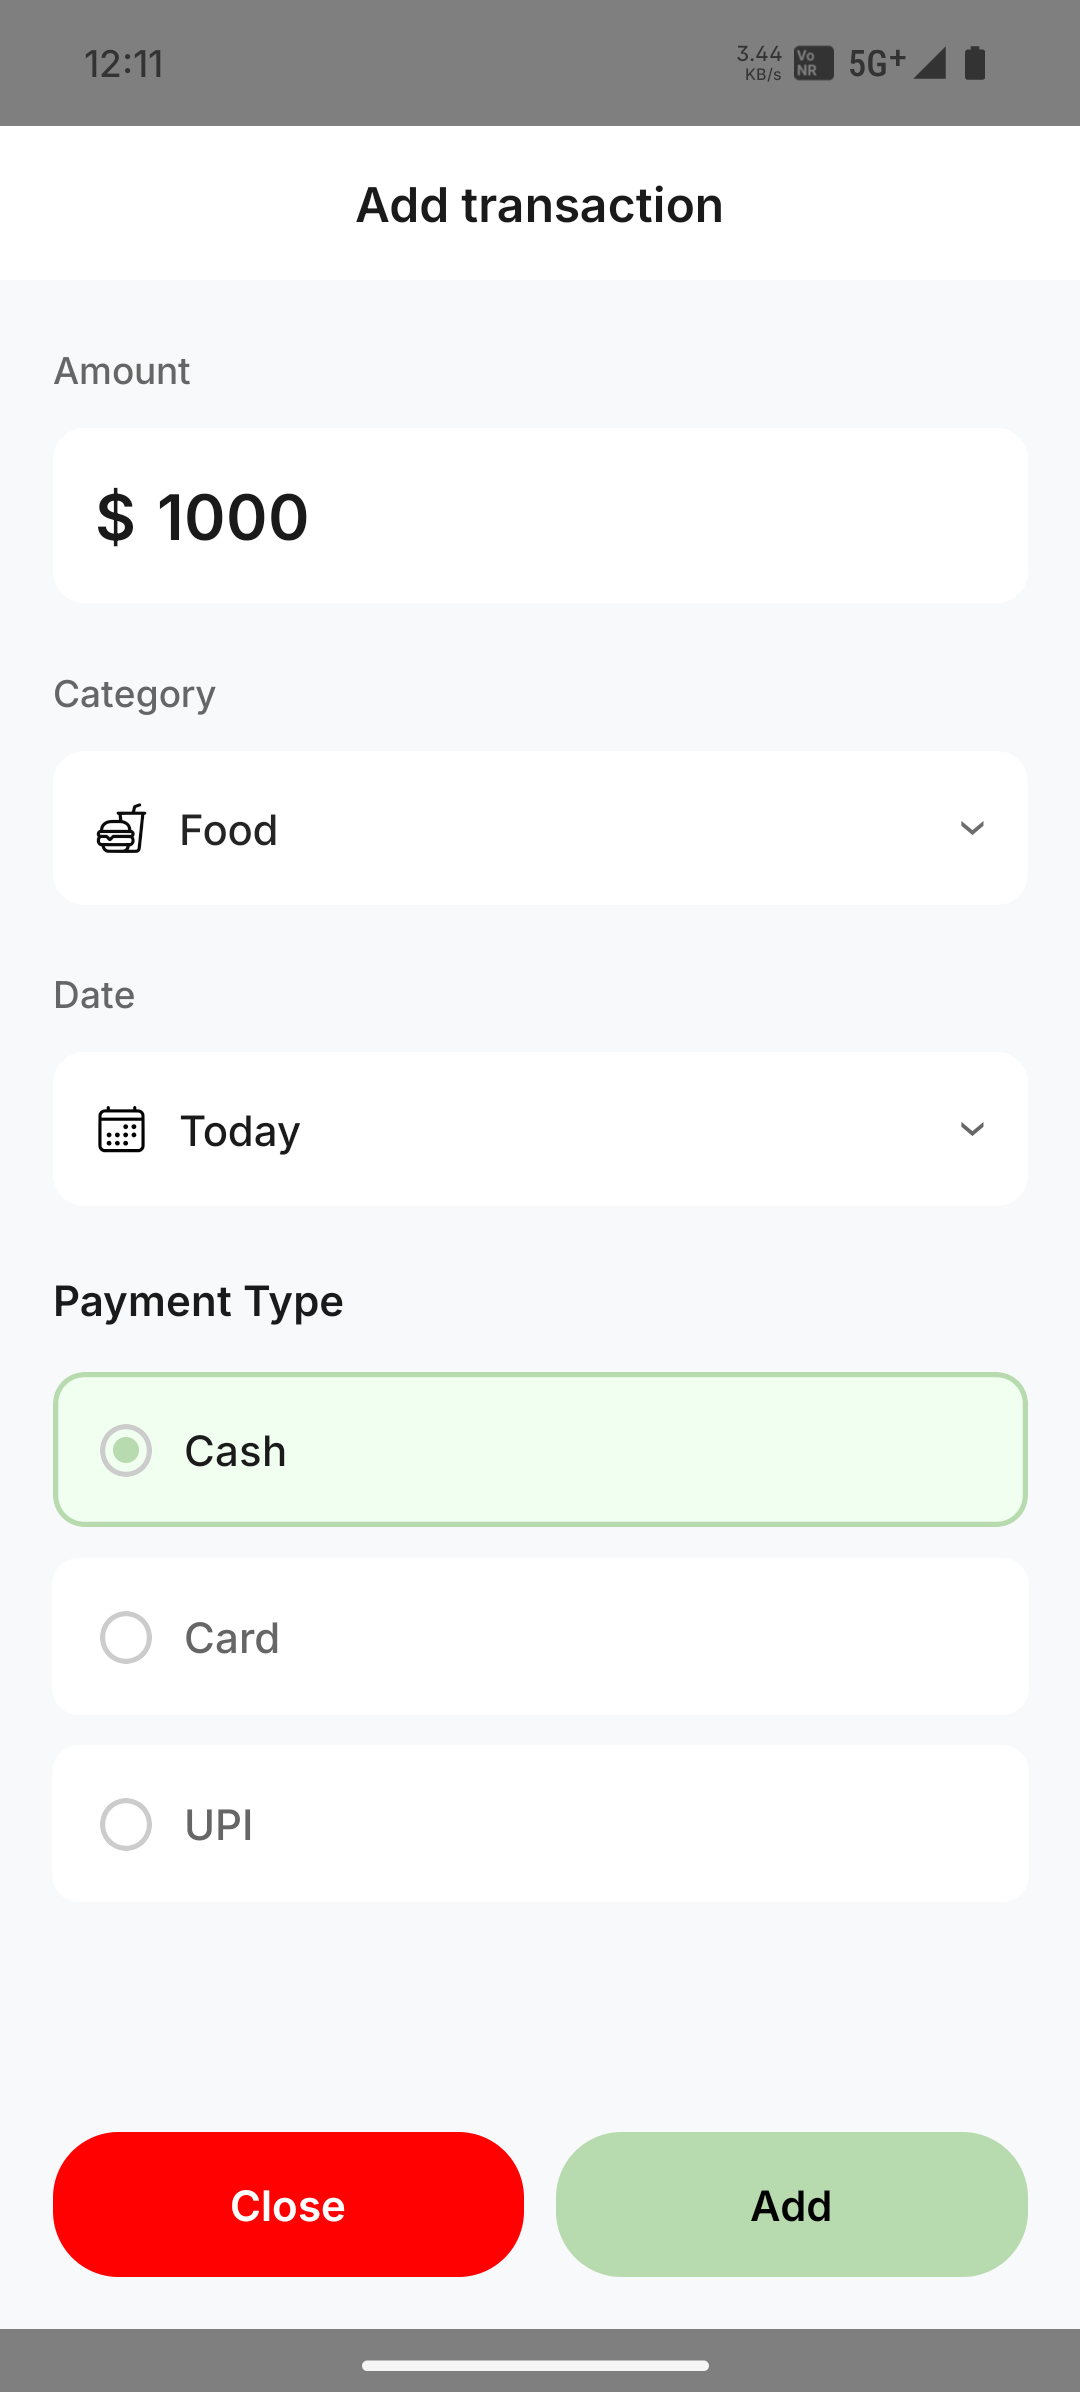 12:11
3.44
KB/s
Vo
NR
5G+
Add transaction
Amount
$ 1000
Category
Food
Date
Today
Payment Type
Cash
Card
UPI
Close
Add